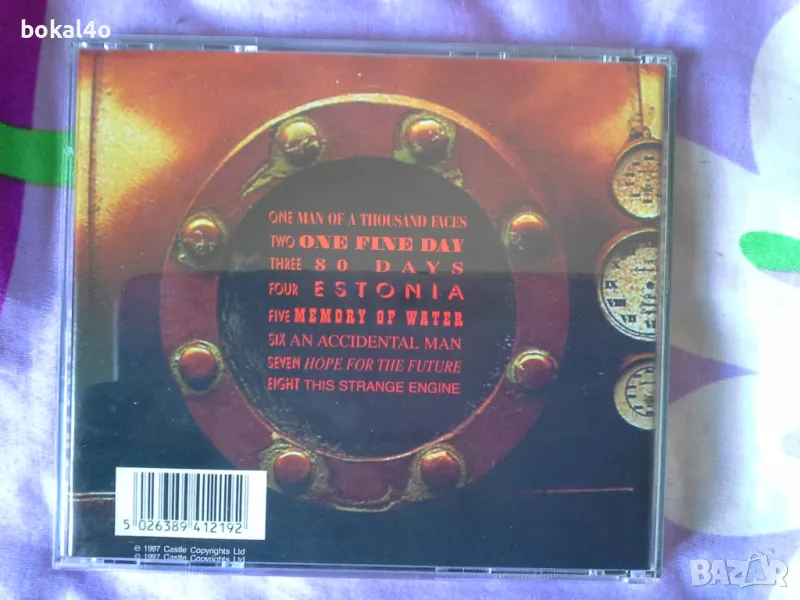 bokal4o
ONE MAN OF A THOUSAND FACES
TWO ONE FINE DAY
THREE 80 DAYS
FOUR ESTONIA
FIVE MEMORY OF WATER
SIX AN ACCIDENTAL MAN
SEVEN HOPE FOR THE FUTURE
EIGHT THIS STRANGE ENGINE
5 026389 412192
℗ 1997 Castle Copyrights Ltd
© 1997 Castle Copyrights Ltd
BAZAR